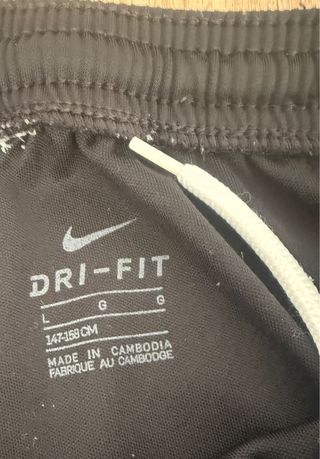 DRI-FIT
L G G
147-158 CM
MADE IN CAMBODIA
FABRIQUE AU CAMBODGE